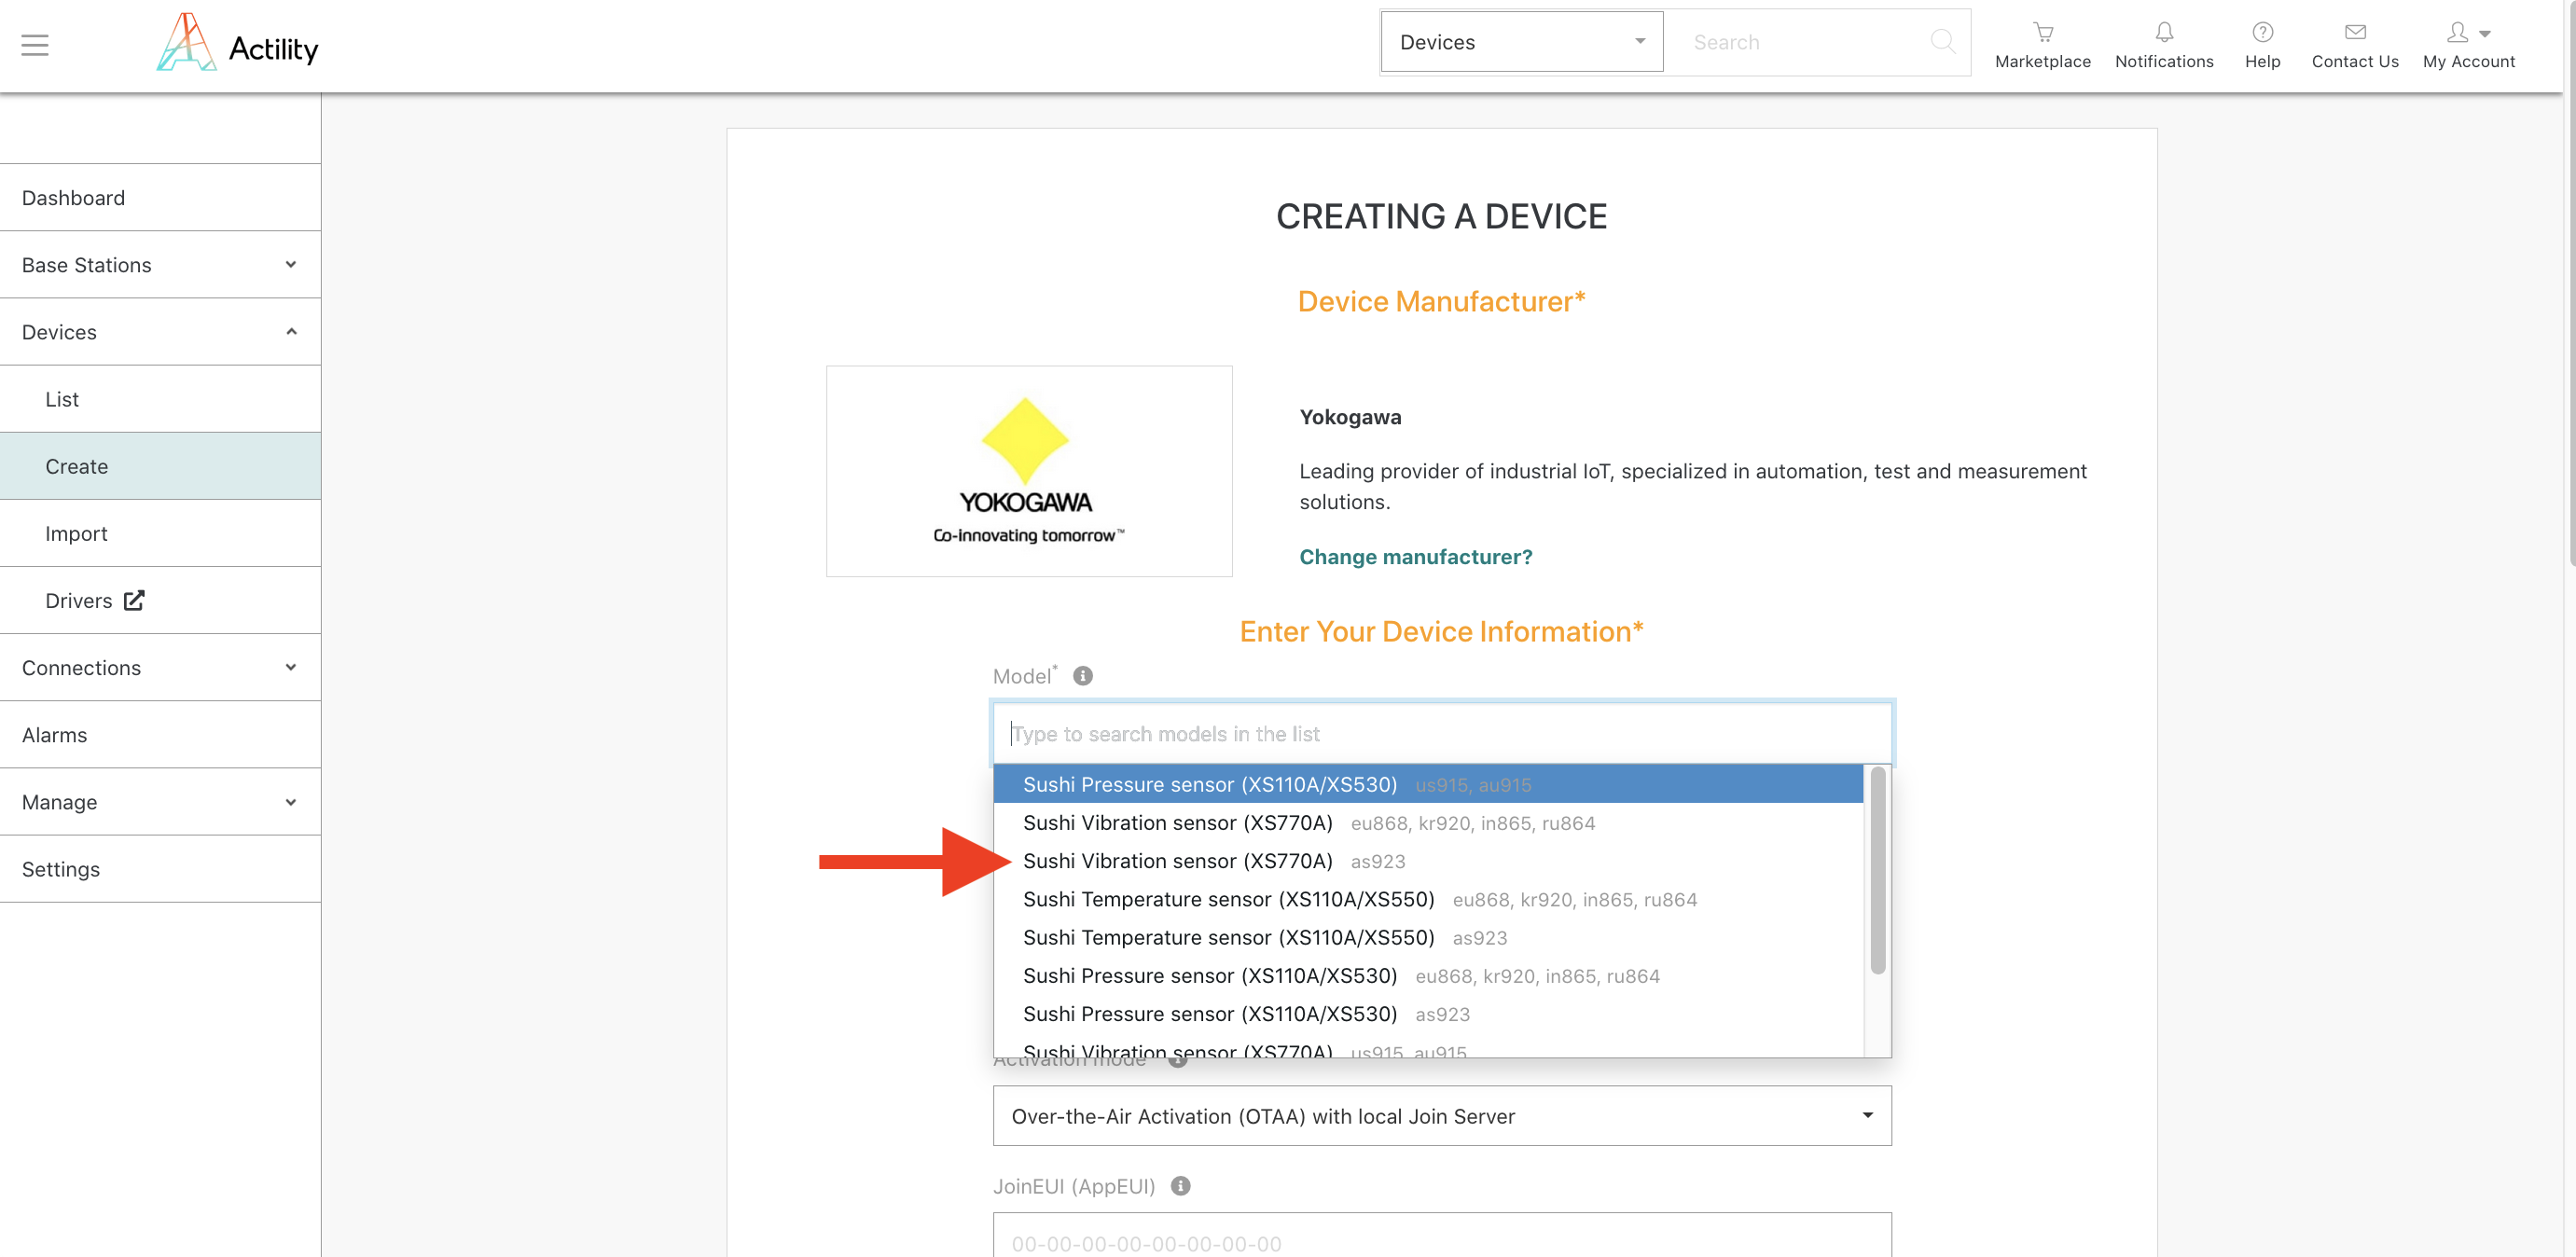 Actility
Devices
Search
Marketplace
Notifications
Help
Contact Us
My Account
Dashboard
Base Stations
Devices
List
Create
Import
Drivers
Connections
Alarms
Manage
Settings
CREATING A DEVICE
Device Manufacturer*
YOKOGAWA
Co-innovating tomorrow™
Yokogawa
Leading provider of industrial IoT, specialized in automation, test and measurement
solutions.
Change manufacturer?
Enter Your Device Information*
Model*
Type to search models in the list
Sushi Pressure sensor (XS110A/XS530) us915, au915
Sushi Vibration sensor (XS770A) eu868, kr920, in865, ru864
Sushi Vibration sensor (XS770A) as923
Sushi Temperature sensor (XS110A/XS550) eu868, kr920, in865, ru864
Sushi Temperature sensor (XS110A/XS550) as923
Sushi Pressure sensor (XS110A/XS530) eu868, kr920, in865, ru864
Sushi Pressure sensor (XS110A/XS530) as923
Sushi Vibration sensor (XS770A) us915, au915
Activation mode
Over-the-Air Activation (OTAA) with local Join Server
JoinEUI (AppEUI)
00-00-00-00-00-00-00-00